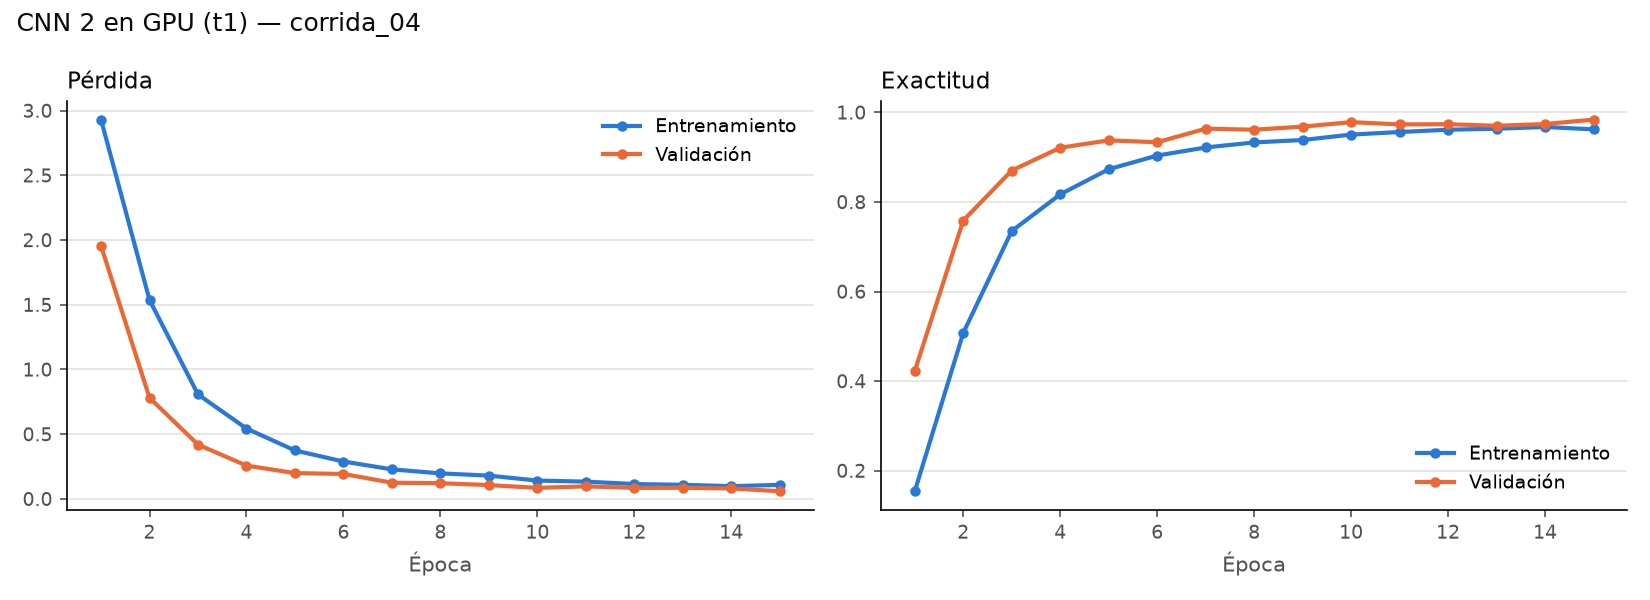 CNN 2 en GPU (t1) — corrida_04
Pérdida
3.0
2.5
2.0
1.5
1.0
0.5
0.0
2 4 6 8 10 12 14
Época
Entrenamiento
Validación
Exactitud
1.0
0.8
0.6
0.4
0.2
2 4 6 8 10 12 14
Época
Entrenamiento
Validación